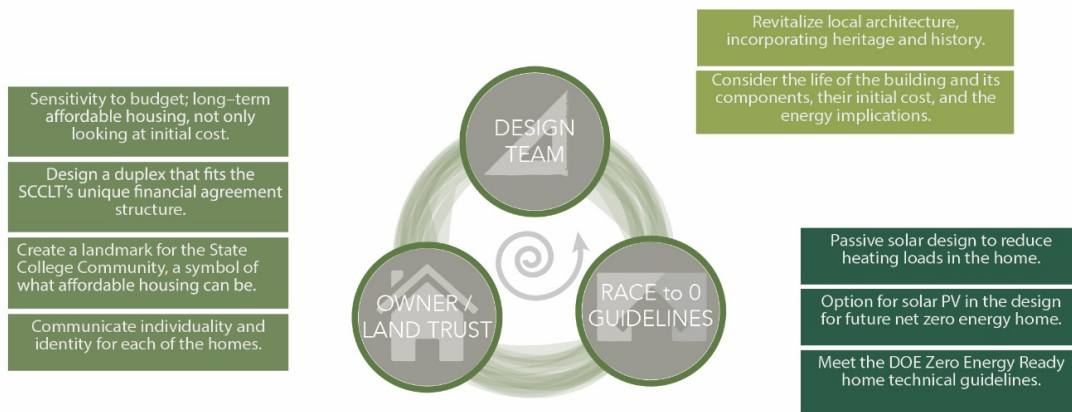 Revitalize local architecture,
incorporating heritage and history.
Consider the life of the building and its
components, their initial cost, and the
energy implications.
Sensitivity to budget; long–term
affordable housing, not only
looking at initial cost.
Design a duplex that fits the
SCCLT's unique financial agreement
structure.
Create a landmark for the State
College Community, a symbol of
what affordable housing can be.
Communicate individuality and
identity for each of the homes.
DESIGN
TEAM
OWNER /
LAND TRUST
RACE to 0
GUIDELINES
Passive solar design to reduce
heating loads in the home.
Option for solar PV in the design
for future net zero energy home.
Meet the DOE Zero Energy Ready
home technical guidelines.